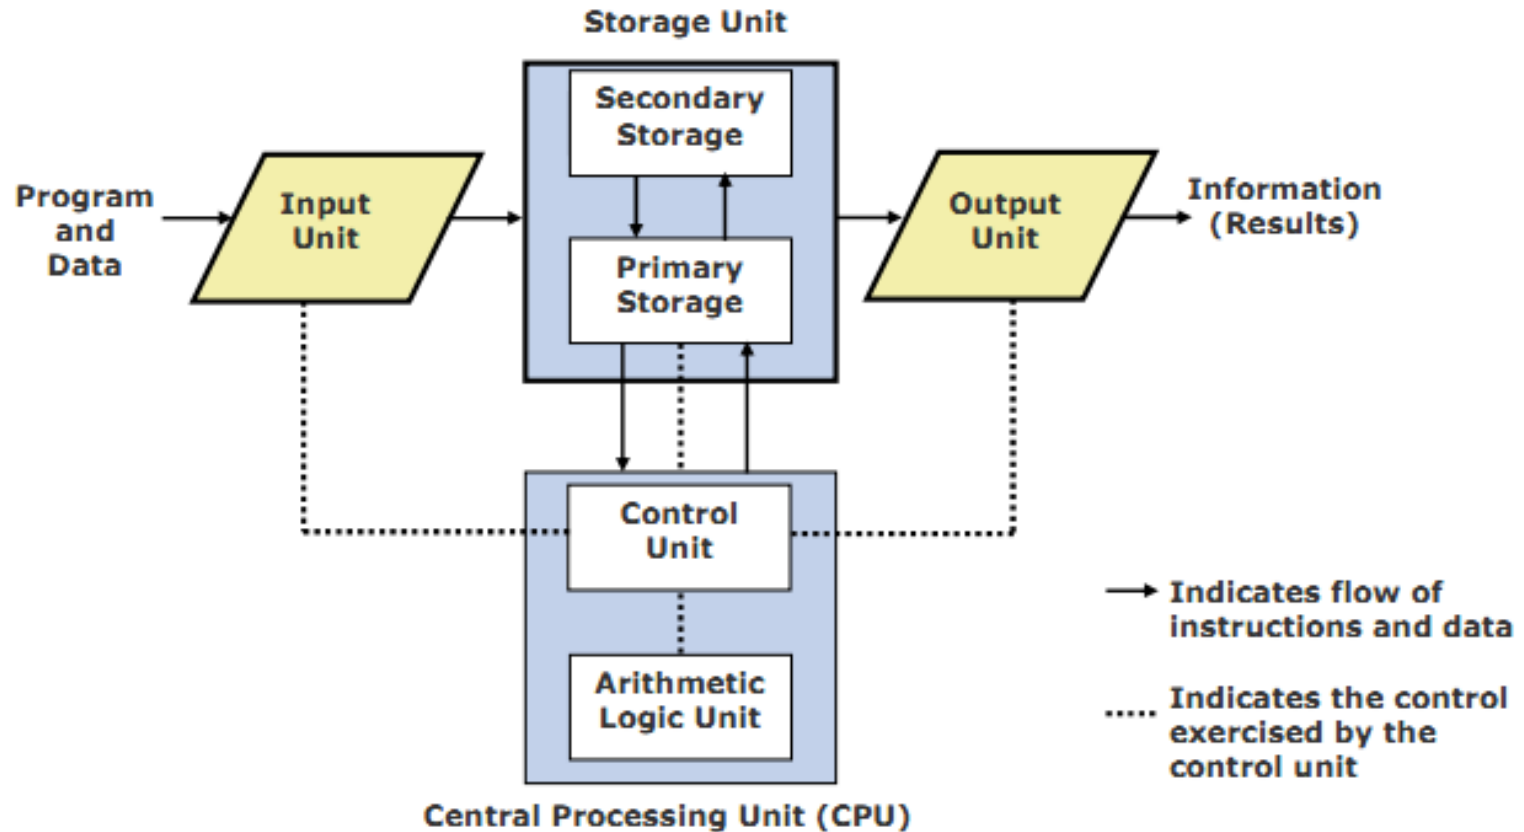 Storage Unit
Secondary
Storage
Program
and
Data
Input
Unit
Primary
Storage
Output
Unit
Information
(Results)
Control
Unit
Arithmetic
Logic Unit
Indicates flow of
instructions and data
Indicates the control
exercised by the
control unit
Central Processing Unit (CPU)